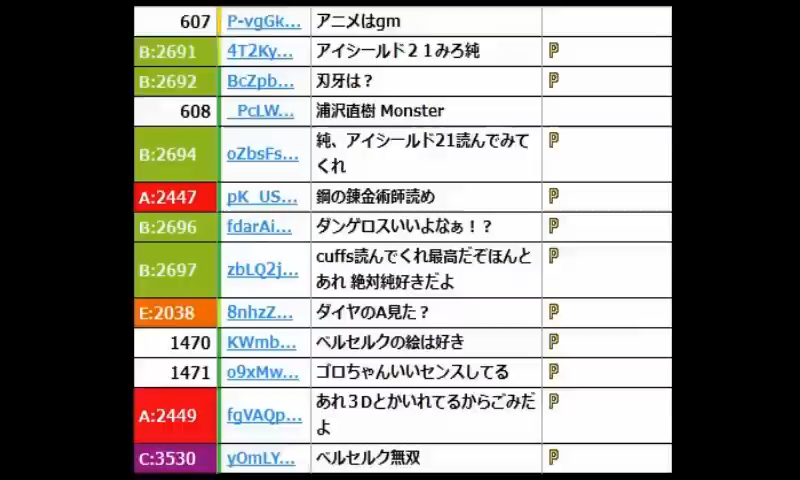 607 P-vgGk... アニメはgm
B:2691 4T2Ky... アイシールド２１みろ純 P
B:2692 BcZpb... 刃牙は？ P
608 _PcLW... 浦沢直樹 Monster
B:2694 oZbsFs... 純、アイシールド21読んでみて P
くれ
A:2447 pK_US... 鋼の錬金術師読め P
B:2696 fdarAi... ダンゲロスいいよなぁ！？ P
B:2697 zbLQ2j... cuffs読んでくれ最高だぞほんと P
あれ 絶対純好きだよ
E:2038 8nhzZ... ダイヤのA見た？ P
1470 KWmb... ベルセルクの絵は好き P
1471 o9xMw... ゴロちゃんいいセンスしてる P
A:2449 fgVAQp... あれ３Dとかいれてるからごみだ P
よ
C:3530 yOmLY... ベルセルク無双 P